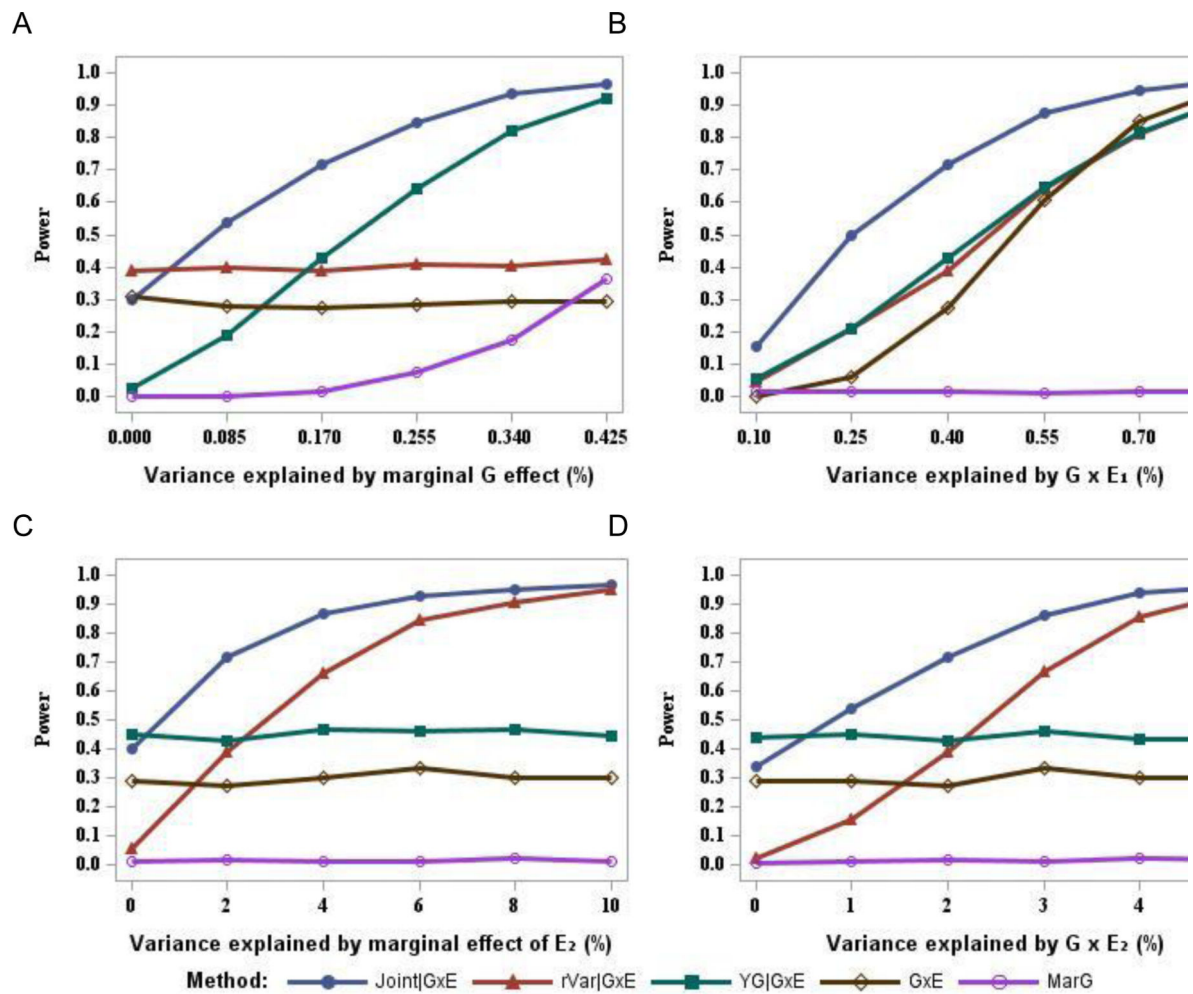 A
B
1.0
0.9
0.8
0.7
0.6
0.5
0.4
0.3
0.2
0.1
0.0
Power
0.000 0.085 0.170 0.255 0.340 0.425
Variance explained by marginal G effect (%)
1.0
0.9
0.8
0.7
0.6
0.5
0.4
0.3
0.2
0.1
0.0
Power
0.10 0.25 0.40 0.55 0.70
Variance explained by G x E₁ (%)
C
D
1.0
0.9
0.8
0.7
0.6
0.5
0.4
0.3
0.2
0.1
0.0
Power
0 2 4 6 8 10
Variance explained by marginal effect of E₂ (%)
1.0
0.9
0.8
0.7
0.6
0.5
0.4
0.3
0.2
0.1
0.0
Power
0 1 2 3 4
Variance explained by G x E₂ (%)
Method: Joint|GxE rVar|GxE YG|GxE GxE MarG